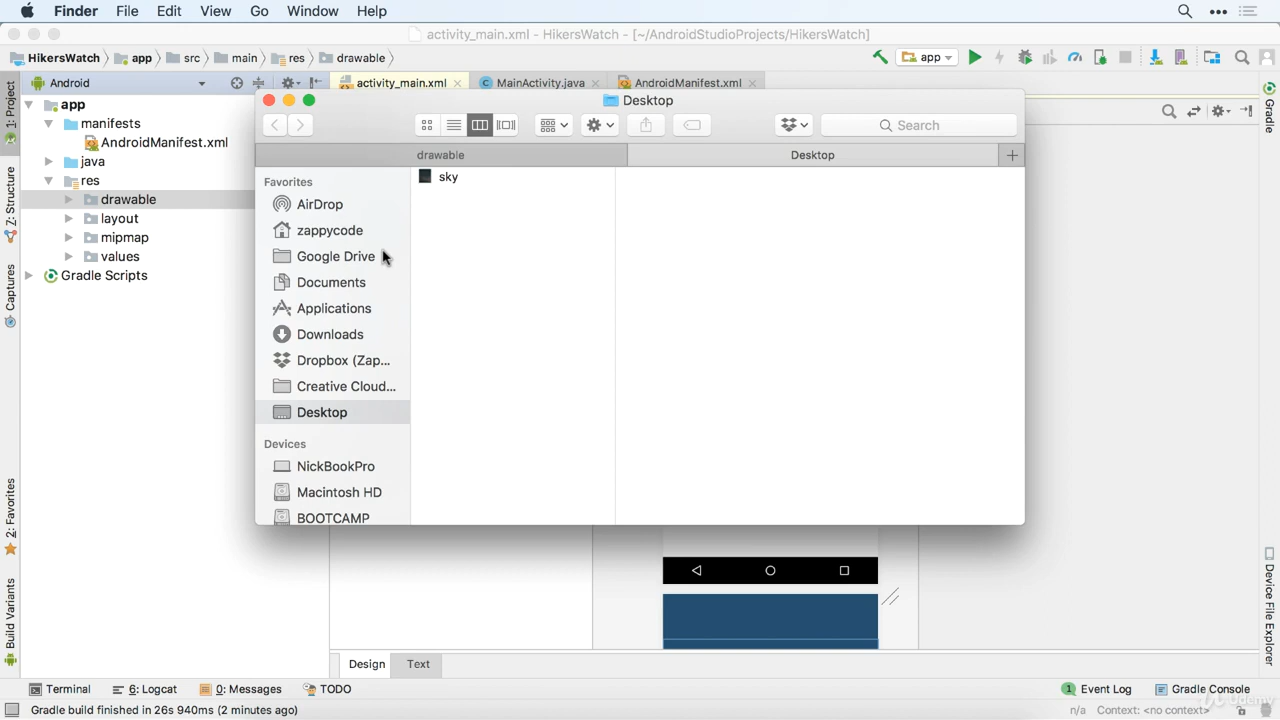 Finder File Edit View Go Window Help
activity_main.xml - HikersWatch - [~/AndroidStudioProjects/HikersWatch]
HikersWatch app src main res drawable app
Android activity_main.xml MainActivity.java AndroidManifest.xml
1: Project
Z: Structure
Captures
2: Favorites
Build Variants
app
manifests
AndroidManifest.xml
java
res
drawable
layout
mipmap
values
Gradle Scripts
Desktop
Search
drawable Desktop
Favorites
AirDrop
zappycode
Google Drive
Documents
Applications
Downloads
Dropbox (Zap...
Creative Cloud...
Desktop
Devices
NickBookPro
Macintosh HD
BOOTCAMP
sky
Gradle
Device File Explorer
Design Text
Terminal 6: Logcat 0: Messages TODO 1 Event Log Gradle Console
Gradle build finished in 26s 940ms (2 minutes ago) n/a Context: <no context>
Udemy